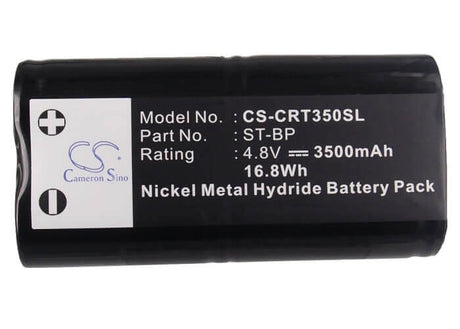 Model No. : CS-CRT350SL
Part No. : ST-BP
Rating : 4.8V ⎓ 3500mAh
16.8Wh
Nickel Metal Hydride Battery Pack
+
CS
Cameron Sino
-